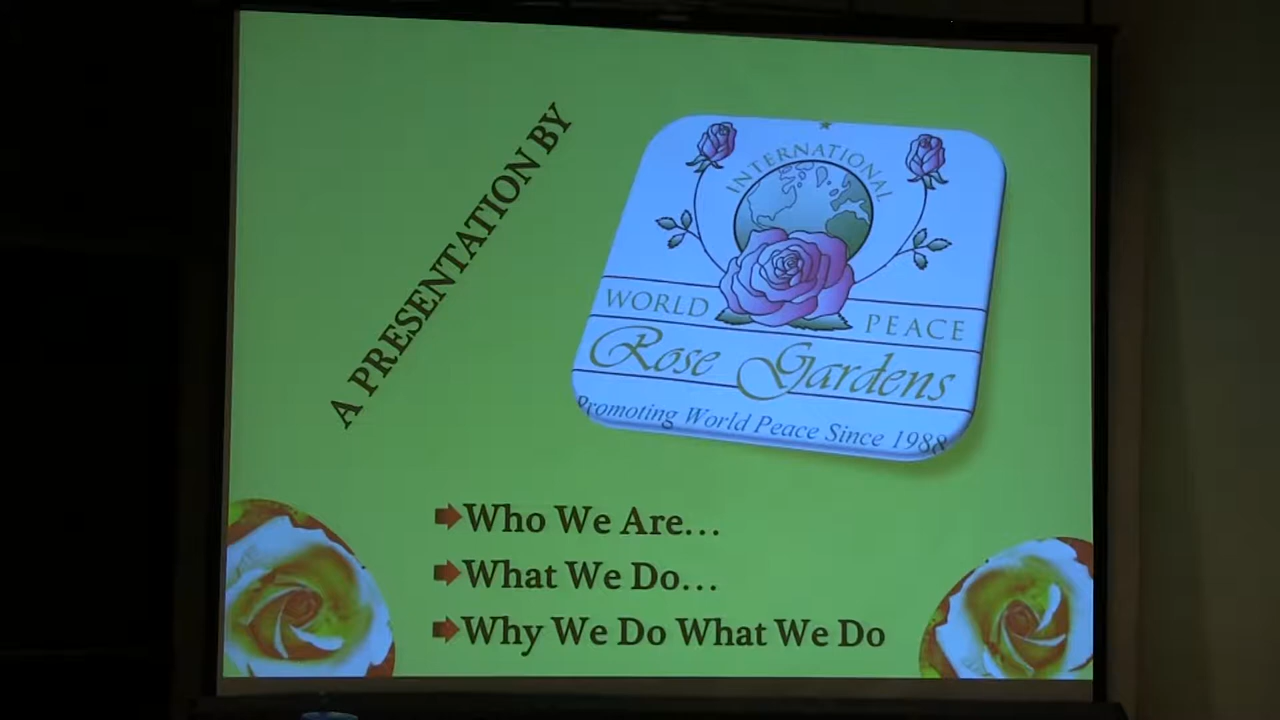 A PRESENTATION BY
INTERNATIONAL
WORLD PEACE
Rose Gardens
Promoting World Peace Since 1988
Who We Are...
What We Do...
Why We Do What We Do